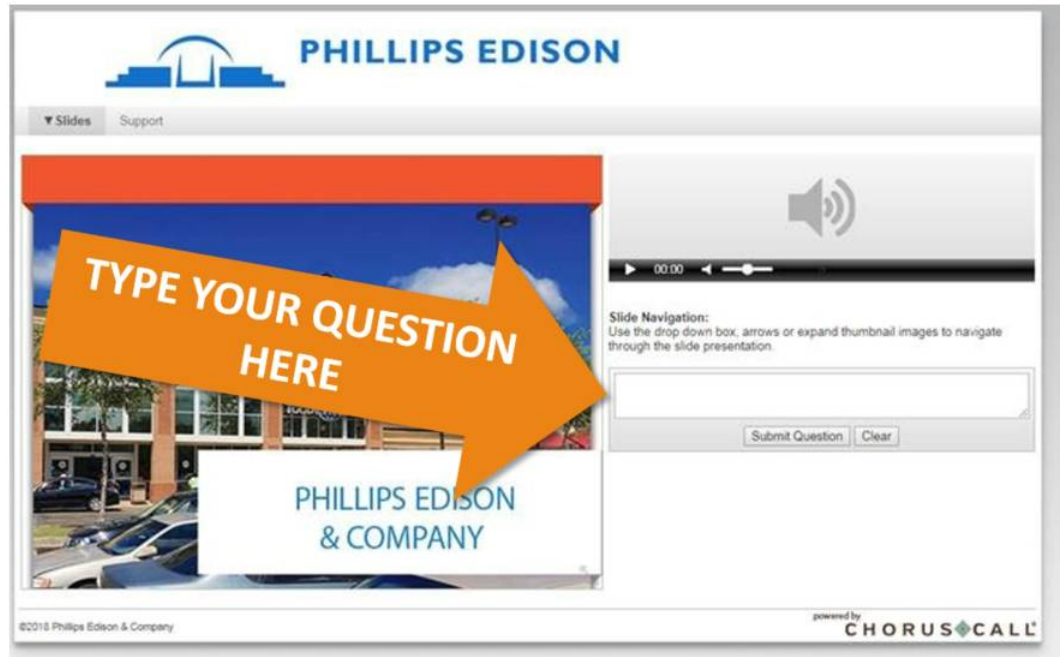 PHILLIPS EDISON
▼ Slides Support
TYPE YOUR QUESTION
HERE
PHILLIPS EDISON
& COMPANY
00:00
Slide Navigation:
Use the drop down box, arrows or expand thumbnail images to navigate
through the slide presentation.
Submit Question Clear
©2018 Phillips Edison & Company
powered by
CHORUS CALL